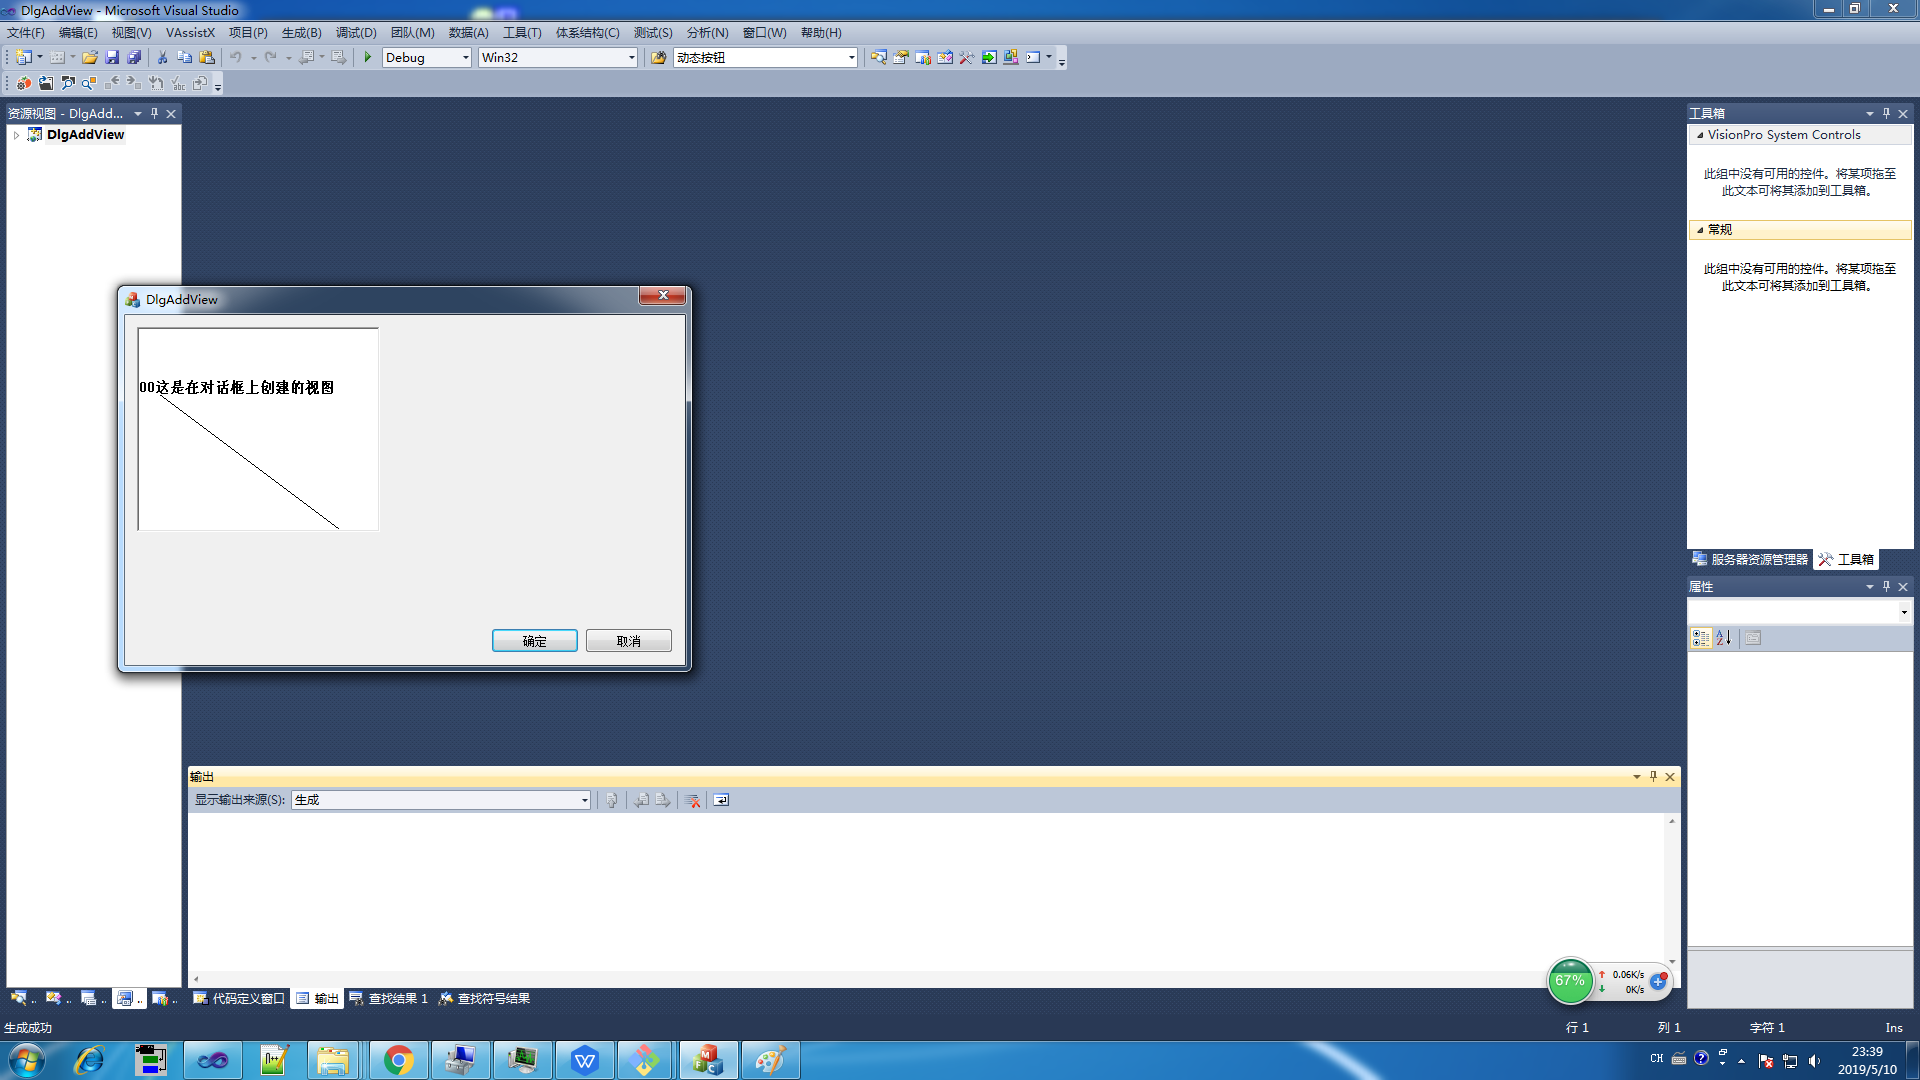 DlgAddView - Microsoft Visual Studio
文件(F) 编辑(E) 视图(V) VAssistX 项目(P) 生成(B) 调试(T) 团队(M) 数据(A) 工具(T) 体系结构(C) 测试(S) 分析(N) 窗口(W) 帮助(H)
Debug Win32 动态按钮
资源视图 - DlgAdd...
DlgAddView
工具箱
VisionPro System Controls
此组中没有可用的控件。将某项拖至
此文本可将其添加到工具箱。
常规
此组中没有可用的控件。将某项拖至
此文本可将其添加到工具箱。
DlgAddView
00这是在对话框上创建的视图
确定 取消
服务器资源管理器 工具箱
属性
输出
显示输出来源(S): 生成
67% 0.06K/s
0K/s
代码定义窗口 输出 查找结果 1 查找符号结果
生成成功 行 1 列 1 字符 1 Ins
CH 23:39
2019/5/10